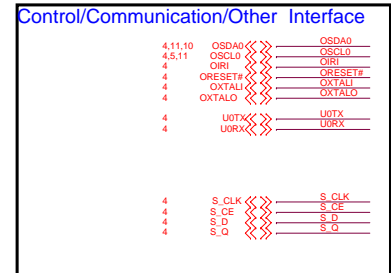 Control/Communication/Other Interface
4,11,10 OSDA0 OSDA0
4,5,11 OSCL0 OSCL0
4 OIRI OIRI
4 ORESET# ORESET#
4 OXTALI OXTALI
4 OXTALO OXTALO
4 U0TX U0TX
4 U0RX U0RX
4 S_CLK S_CLK
4 S_CE S_CE
4 S_D S_D
4 S_Q S_Q